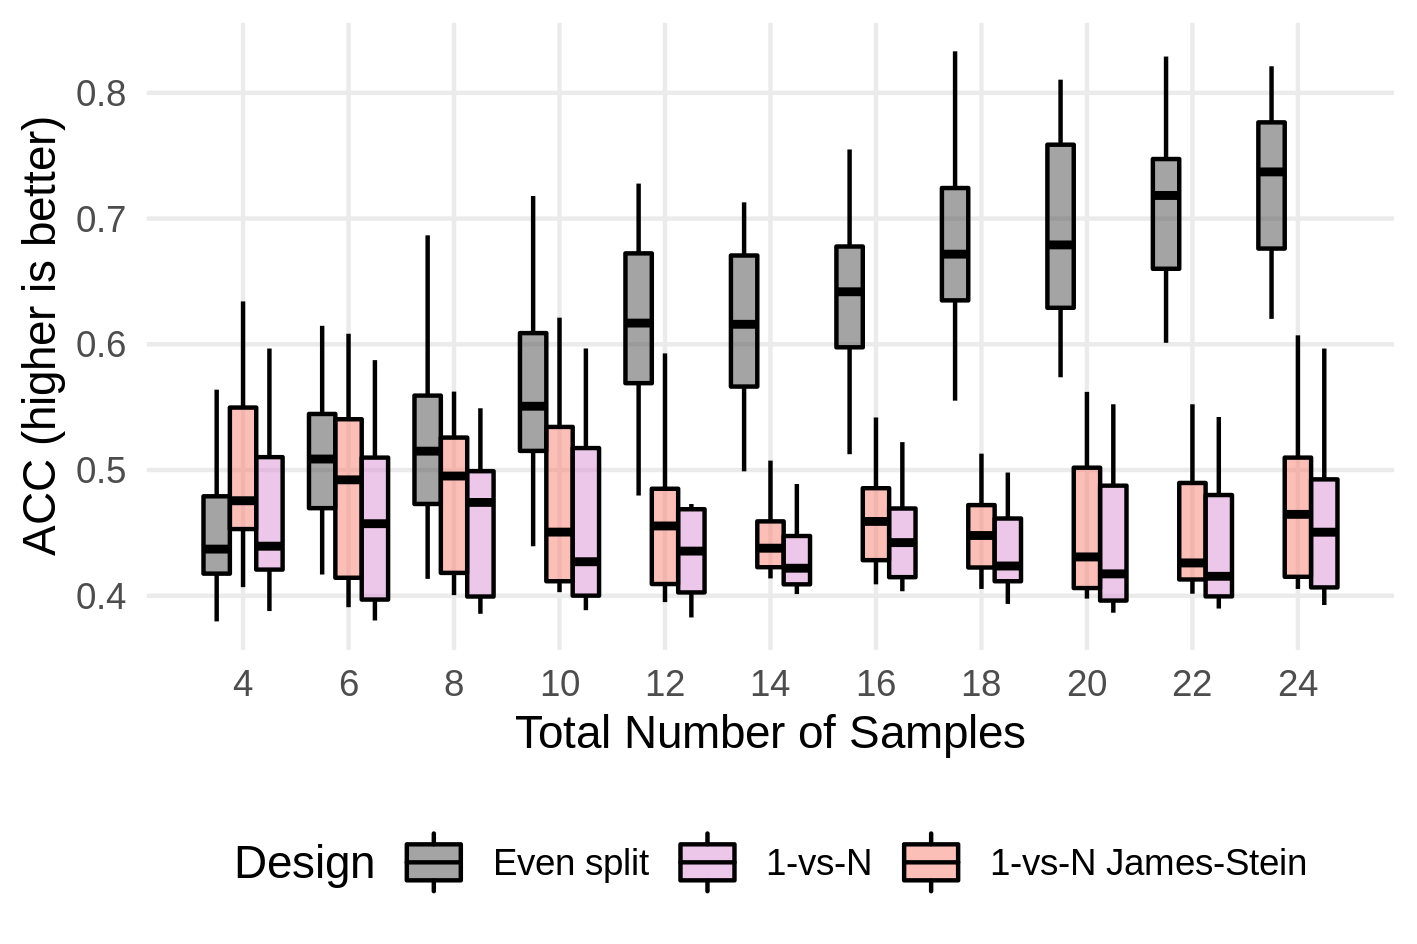 ACC (higher is better)
0.8
0.7
0.6
0.5
0.4
4 6 8 10 12 14 16 18 20 22 24
Total Number of Samples
Design Even split 1-vs-N 1-vs-N James-Stein